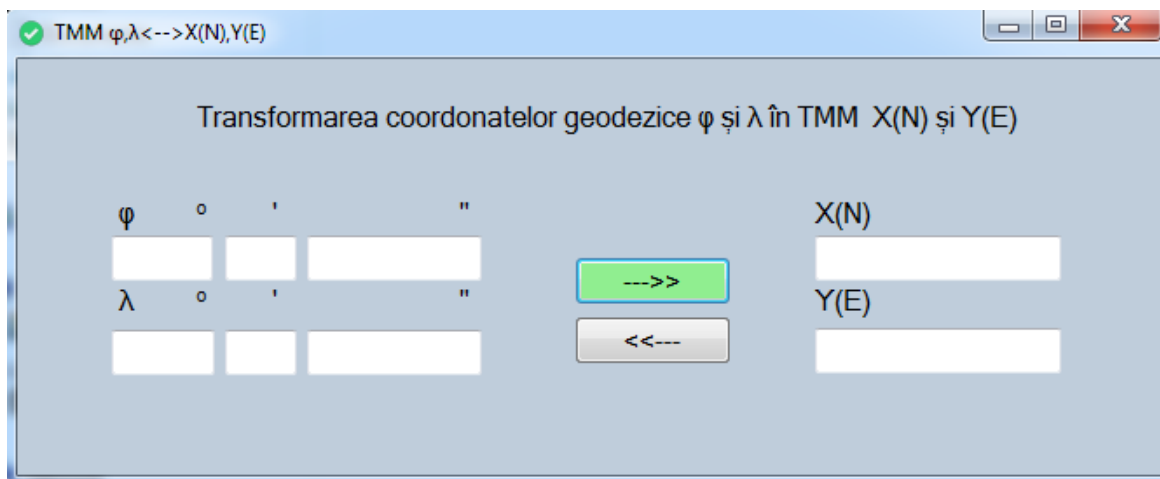 TMM φ,λ<-->X(N),Y(E)
Transformarea coordonatelor geodezice φ și λ în TMM X(N) și Y(E)
φ º ' " X(N)
--->>
λ º ' " Y(E)
<<---